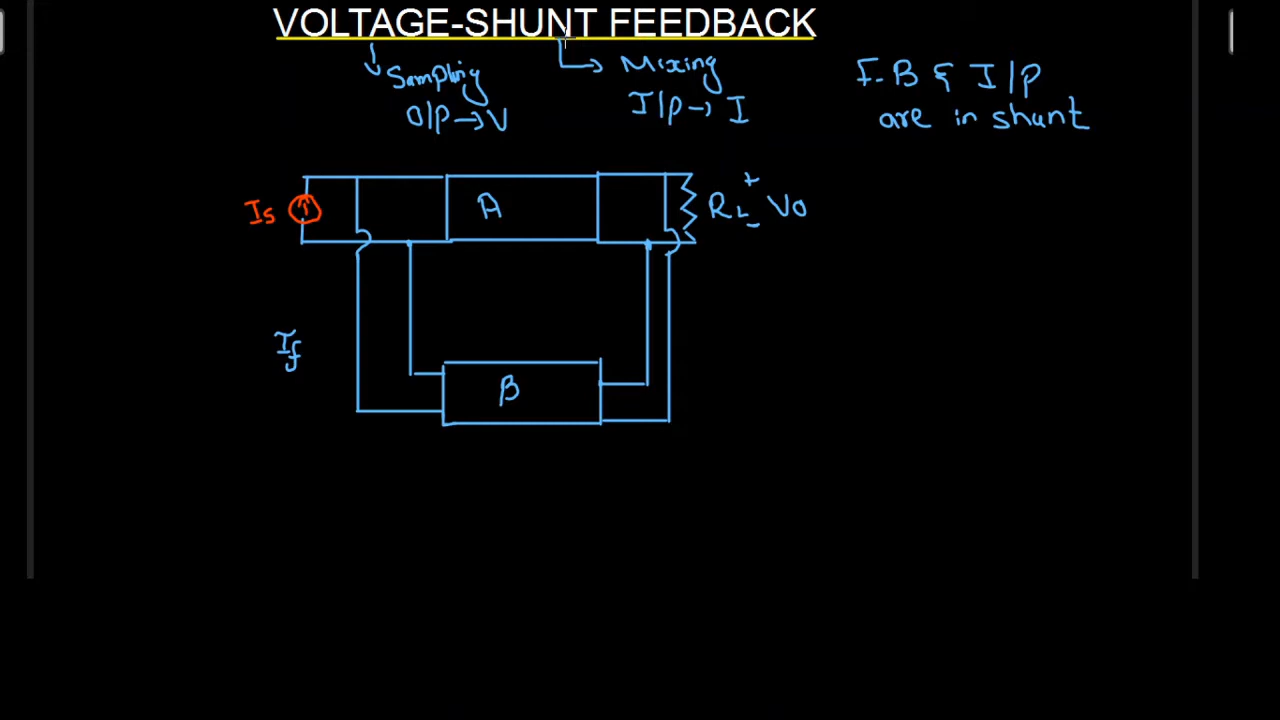 VOLTAGE-SHUNT FEEDBACK
Sampling
O/p → V
Mixing
I/p → I
F.B & I/p
are in shunt
Is
A
RL
+
-
Vo
If
β